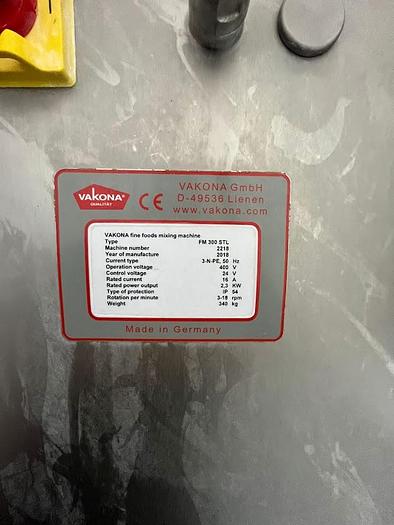 VAKONA
QUALITÄT
CE
VAKONA GmbH
D-49536 Lienen
www.vakona.com
VAKONA fine foods mixing machine
Type FM 300 STL
Machine number 2218
Year of manufacture 2018
Current type 3-N-PE, 50 Hz
Operation voltage 400 V
Control voltage 24 V
Rated current 16 A
Rated power output 2,3 KW
Type of protection IP 54
Rotation per minute 3-18 rpm
Weight 340 kg
Made in Germany